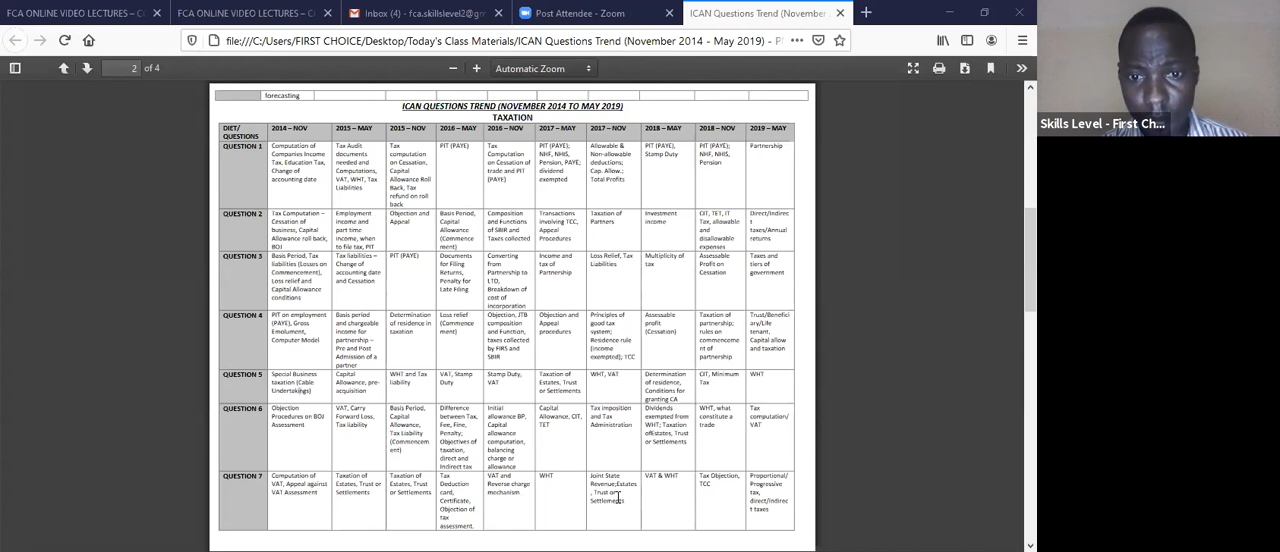 FCA ONLINE VIDEO LECTURES – CO
FCA ONLINE VIDEO LECTURES – CO
Inbox (4) - fca.skillslevel2@gm
Post Attendee - Zoom
ICAN Questions Trend (November
file:///C:/Users/FIRST CHOICE/Desktop/Today's Class Materials/ICAN Questions Trend (November 2014 - May 2019) - P
2 of 4
Automatic Zoom
Skills Level - First Ch...
forecasting
ICAN QUESTIONS TREND (NOVEMBER 2014 TO MAY 2019)
TAXATION
DIET/ QUESTIONS 2014 – NOV 2015 – MAY 2015 – NOV 2016 – MAY 2016 – NOV 2017 – MAY 2017 – NOV 2018 – MAY 2018 – NOV 2019 – MAY
QUESTION 1
Computation of
Companies Income
Tax, Education Tax,
Change of
accounting date
Tax Audit
documents
needed and
Computations,
VAT, WHT, Tax
Liabilities
Tax
computation
on Cessation,
Capital
Allowance Roll
Back, Tax
refund on roll
back
PIT (PAYE)
Tax
Computation
on Cessation of
trade and PIT
(PAYE)
PIT (PAYE);
NHF, NHIS,
Pension, PAYE;
dividend
exempted
Allowable &
Non-allowable
deductions;
Cap. Allow.;
Total Profits
PIT (PAYE),
Stamp Duty
PIT (PAYE);
NHF, NHIS,
Pension
Partnership
QUESTION 2
Tax Computation –
Cessation of
business, Capital
Allowance roll back,
BOJ
Employment
income and
part time
income, when
to file tax, PIT
Objection and
Appeal
Basis Period,
Capital
Allowance
(Commence
ment)
Composition
and Functions
of SBIR and
Taxes collected
Transactions
involving TCC,
Appeal
Procedures
Taxation of
Partners
Investment
income
CIT, TET, IT
Tax, allowable
and
disallowable
expenses
Direct/Indirec
t
taxes/Annual
returns
QUESTION 3
Basis Period, Tax
liabilities (Losses on
Commencement),
Loss relief and
Capital Allowance
conditions
Tax liabilities –
Change of
accounting date
and Cessation
PIT (PAYE)
Documents
for Filing
Returns,
Penalty for
Late Filing
Converting
from
Partnership to
LTD,
Breakdown of
cost of
incorporation
Income and
tax of
Partnership
Loss Relief, Tax
Liabilities
Multiplicity of
tax
Assessable
Profit on
Cessation
Taxes and
tiers of
government
QUESTION 4
PIT on employment
(PAYE), Gross
Emolument,
Computer Model
Basis period
and chargeable
income for
partnership –
Pre and Post
Admission of a
partner
Determination
of residence in
taxation
Loss relief
(Commence
ment)
Objection, JTB
composition
and Function,
taxes collected
by FIRS and
SBIR
Objection and
Appeal
procedures
Principles of
good tax
system;
Residence rule
(income
exempted); TCC
Assessable
profit
(Cessation)
Taxation of
partnership;
rules on
commenceme
nt of
partnership
Trust/Benefici
ary/Life
tenant.
Capital allow
and taxation
QUESTION 5
Special Business
taxation (Cable
Undertakings)
Capital
Allowance, pre-
acquisition
WHT and Tax
liability
VAT, Stamp
Duty
Stamp Duty,
VAT
Taxation of
Estates, Trust
or Settlements
WHT, VAT
Determination
of residence,
Conditions for
granting CA
CIT, Minimum
Tax
WHT
QUESTION 6
Objection
Procedures on BOJ
Assessment
VAT, Carry
Forward Loss,
Tax liability
Basis Period,
Capital
Allowance,
Tax Liability
(Commencem
ent)
Difference
between Tax,
Fee, Fine,
Penalty;
Objectives of
taxation,
direct and
Indirect tax
Initial
allowance BP,
Capital
allowance
computation,
balancing
charge or
allowance
Capital
Allowance, CIT,
TET
Tax imposition
and Tax
Administration
Dividends
exempted from
WHT; Taxation
of Estates, Trust
or Settlements
WHT, what
constitute a
trade
Tax
computation/
VAT
QUESTION 7
Computation of
VAT, Appeal against
VAT Assessment
Taxation of
Estates, Trust or
Settlements
Taxation of
Estates, Trust
or Settlements
Tax
Deduction
card,
Certificate,
Objection of
tax
assessment.
VAT and
Reverse charge
mechanism
WHT
Joint State
Revenue;Estates
, Trust or
Settlements
VAT & WHT
Tax Objection,
TCC
Proportional/
Progressive
tax,
direct/Indirec
t taxes